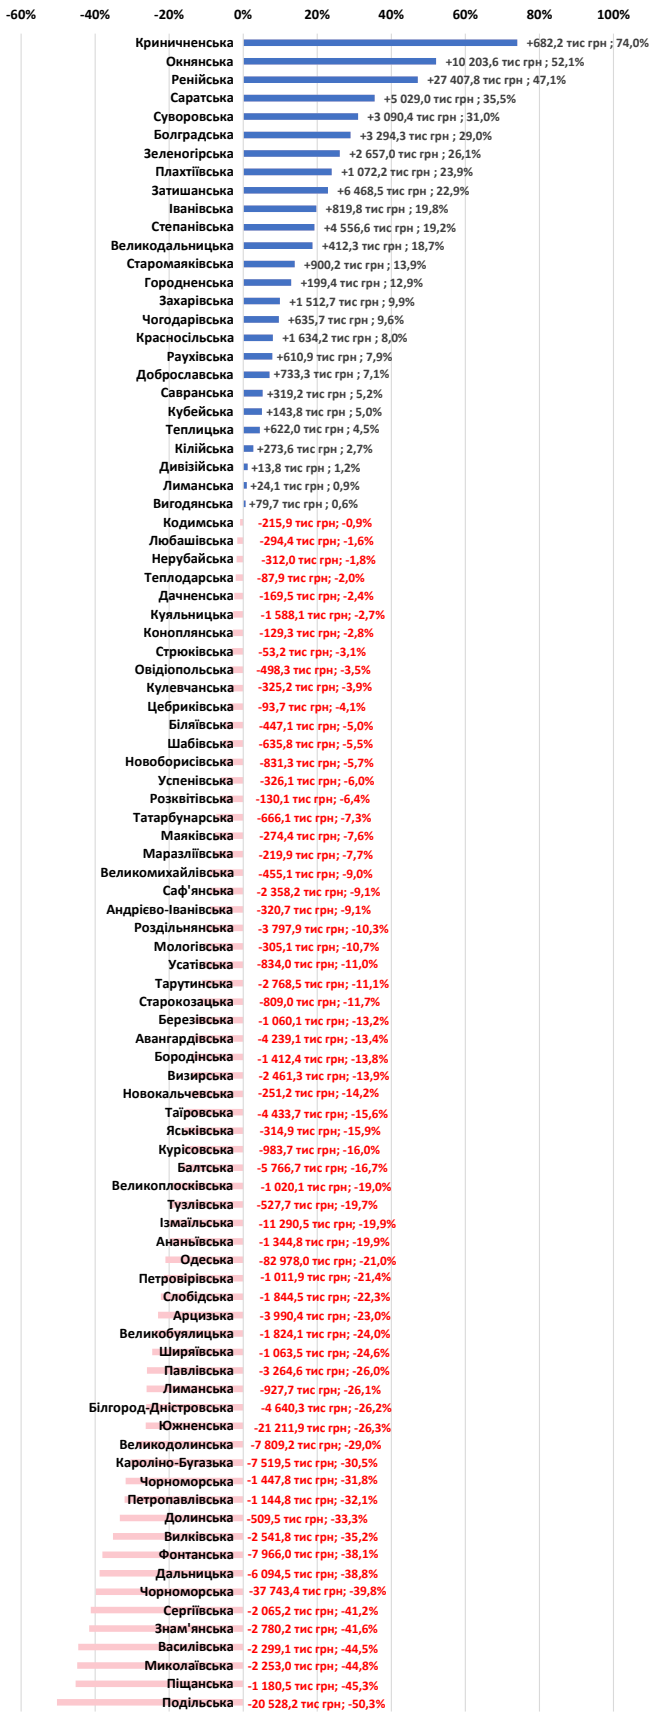 -60% -40% -20% 0% 20% 40% 60% 80% 100%
Криничненська +682,2 тис грн ; 74,0%
Окнянська +10 203,6 тис грн ; 52,1%
Ренійська +27 407,8 тис грн ; 47,1%
Саратська +5 029,0 тис грн ; 35,5%
Суворовська +3 090,4 тис грн ; 31,0%
Болградська +3 294,3 тис грн ; 29,0%
Зеленогірська +2 657,0 тис грн ; 26,1%
Плахтіївська +1 072,2 тис грн ; 23,9%
Затишанська +6 468,5 тис грн ; 22,9%
Іванівська +819,8 тис грн ; 19,8%
Степанівська +4 556,6 тис грн ; 19,2%
Великодальницька +412,3 тис грн ; 18,7%
Старомаяківська +900,2 тис грн ; 13,9%
Городненська +199,4 тис грн ; 12,9%
Захарівська +1 512,7 тис грн ; 9,9%
Чогодарівська +635,7 тис грн ; 9,6%
Красносільська +1 634,2 тис грн ; 8,0%
Раухівська +610,9 тис грн ; 7,9%
Доброславська +733,3 тис грн ; 7,1%
Савранська +319,2 тис грн ; 5,2%
Кубейська +143,8 тис грн ; 5,0%
Теплицька +622,0 тис грн ; 4,5%
Кілійська +273,6 тис грн ; 2,7%
Дивізійська +13,8 тис грн ; 1,2%
Лиманська +24,1 тис грн ; 0,9%
Вигодянська +79,7 тис грн ; 0,6%
Кодимська -215,9 тис грн; -0,9%
Любашівська -294,4 тис грн; -1,6%
Нерубайська -312,0 тис грн; -1,8%
Теплодарська -87,9 тис грн; -2,0%
Дачненська -169,5 тис грн; -2,4%
Куяльницька -1 588,1 тис грн; -2,7%
Коноплянська -129,3 тис грн; -2,8%
Стрюківська -53,2 тис грн; -3,1%
Овідіопольська -498,3 тис грн; -3,5%
Кулевчанська -325,2 тис грн; -3,9%
Цебриківська -93,7 тис грн; -4,1%
Біляївська -447,1 тис грн; -5,0%
Шабівська -635,8 тис грн; -5,5%
Новоборисівська -831,3 тис грн; -5,7%
Успенівська -326,1 тис грн; -6,0%
Розквітівська -130,1 тис грн; -6,4%
Татарбунарська -666,1 тис грн; -7,3%
Маяківська -274,4 тис грн; -7,6%
Маразліївська -219,9 тис грн; -7,7%
Великомихайлівська -455,1 тис грн; -9,0%
Саф'янська -2 358,2 тис грн; -9,1%
Андрієво-Іванівська -320,7 тис грн; -9,1%
Роздільнянська -3 797,9 тис грн; -10,3%
Мологівська -305,1 тис грн; -10,7%
Усатівська -834,0 тис грн; -11,0%
Тарутинська -2 768,5 тис грн; -11,1%
Старокозацька -809,0 тис грн; -11,7%
Березівська -1 060,1 тис грн; -13,2%
Авангардівська -4 239,1 тис грн; -13,4%
Бородінська -1 412,4 тис грн; -13,8%
Визирська -2 461,3 тис грн; -13,9%
Новокальчевська -251,2 тис грн; -14,2%
Таїровська -4 433,7 тис грн; -15,6%
Яськівська -314,9 тис грн; -15,9%
Курісовська -983,7 тис грн; -16,0%
Балтська -5 766,7 тис грн; -16,7%
Великоплосківська -1 020,1 тис грн; -19,0%
Тузлівська -527,7 тис грн; -19,7%
Ізмаїльська -11 290,5 тис грн; -19,9%
Ананьївська -1 344,8 тис грн; -19,9%
Одеська -82 978,0 тис грн; -21,0%
Петровірівська -1 011,9 тис грн; -21,4%
Слобідська -1 844,5 тис грн; -22,3%
Арцизька -3 990,4 тис грн; -23,0%
Великобуялицька -1 824,1 тис грн; -24,0%
Ширяївська -1 063,5 тис грн; -24,6%
Павлівська -3 264,6 тис грн; -26,0%
Лиманська -927,7 тис грн; -26,1%
Білгород-Дністровська -4 640,3 тис грн; -26,2%
Южненська -21 211,9 тис грн; -26,3%
Великодолинська -7 809,2 тис грн; -29,0%
Кароліно-Бугазька -7 519,5 тис грн; -30,5%
Чорноморська -1 447,8 тис грн; -31,8%
Петропавлівська -1 144,8 тис грн; -32,1%
Долинська -509,5 тис грн; -33,3%
Вилківська -2 541,8 тис грн; -35,2%
Фонтанська -7 966,0 тис грн; -38,1%
Дальницька -6 094,5 тис грн; -38,8%
Чорноморська -37 743,4 тис грн; -39,8%
Сергіївська -2 065,2 тис грн; -41,2%
Знам'янська -2 780,2 тис грн; -41,6%
Василівська -2 299,1 тис грн; -44,5%
Миколаївська -2 253,0 тис грн; -44,8%
Піщанська -1 180,5 тис грн; -45,3%
Подільська -20 528,2 тис грн; -50,3%